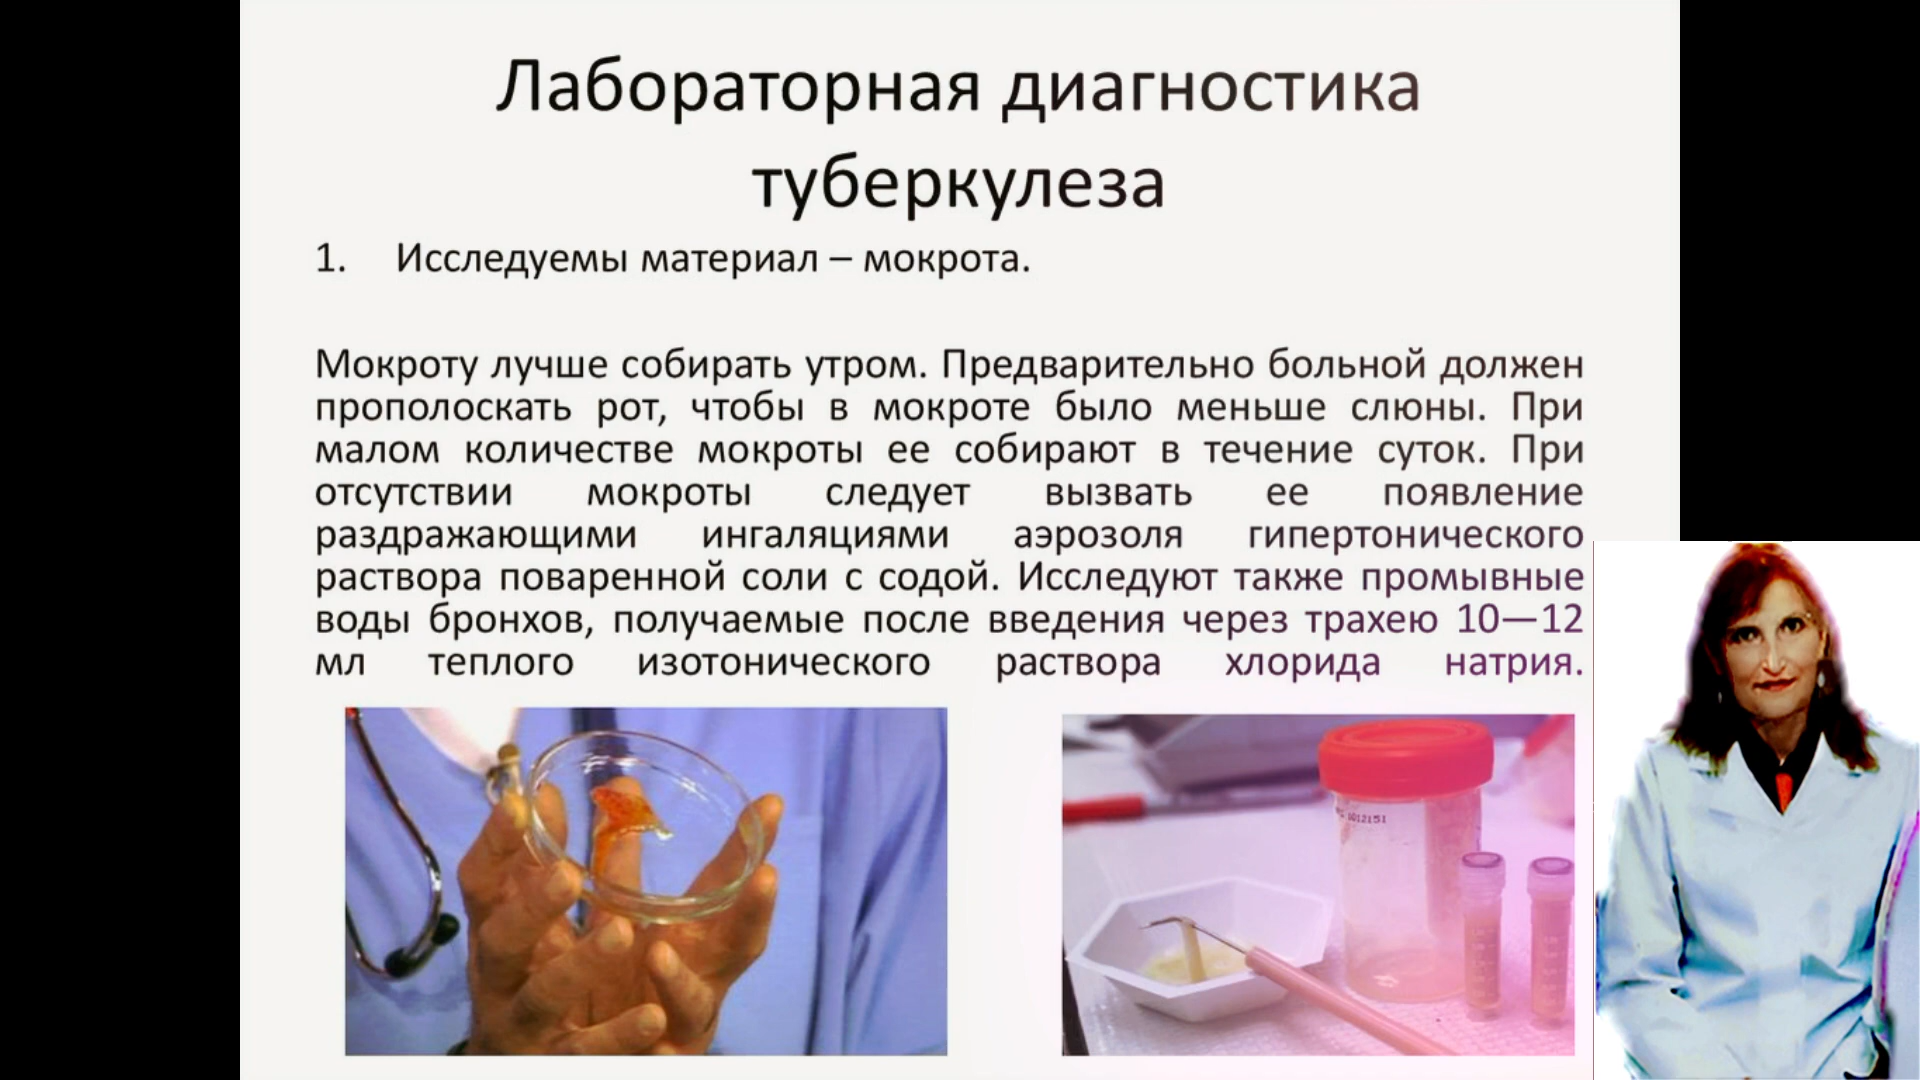 Лабораторная диагностика
туберкулеза
1. Исследуемы материал – мокрота.
Мокроту лучше собирать утром. Предварительно больной должен
прополоскать рот, чтобы в мокроте было меньше слюны. При
малом количестве мокроты ее собирают в течение суток. При
отсутствии мокроты следует вызвать ее появление
раздражающими ингаляциями аэрозоля гипертонического
раствора поваренной соли с содой. Исследуют также промывные
воды бронхов, получаемые после введения через трахею 10—12
мл теплого изотонического раствора хлорида натрия.
1012151